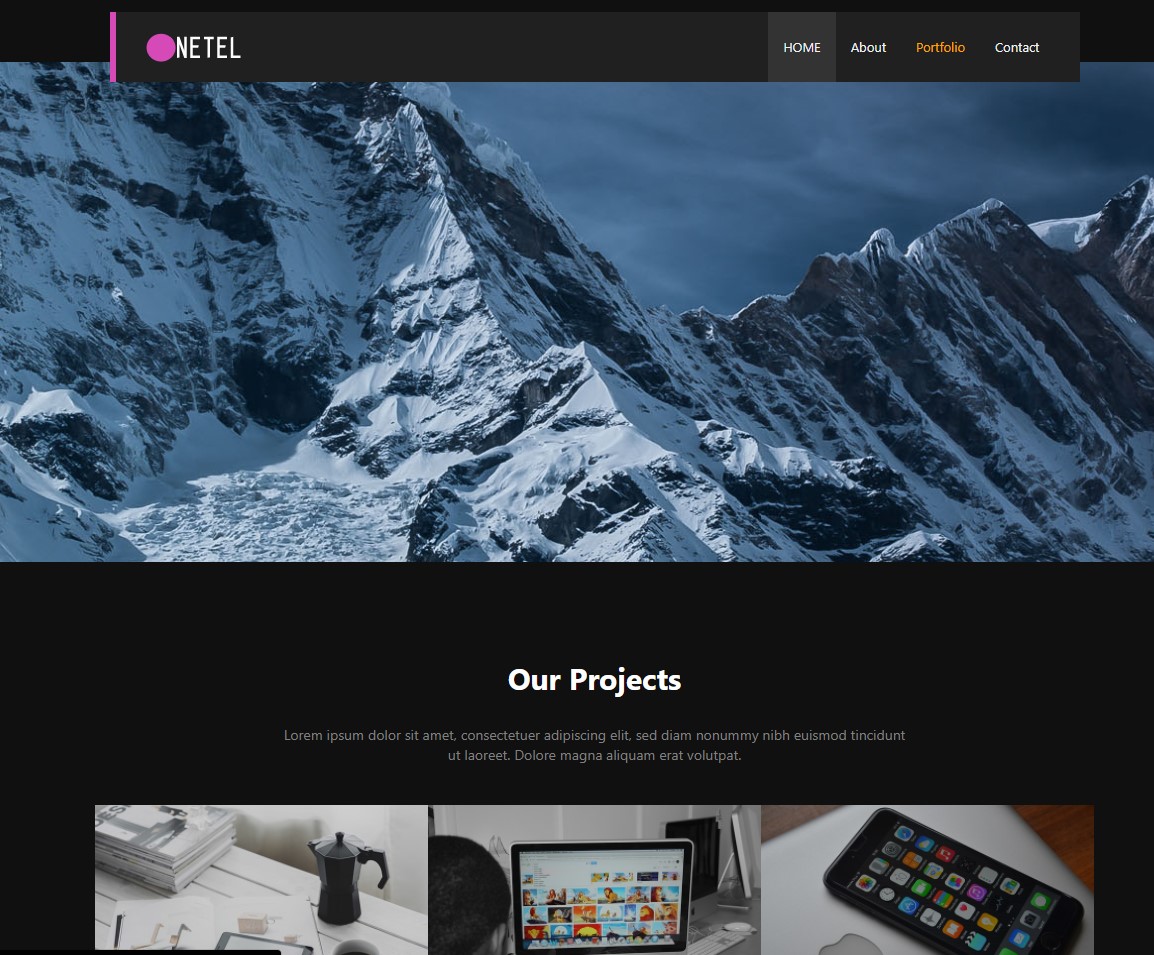 NETEL
HOME About Portfolio Contact
Our Projects
Lorem ipsum dolor sit amet, consectetuer adipiscing elit, sed diam nonummy nibh euismod tincidunt
ut laoreet. Dolore magna aliquam erat volutpat.